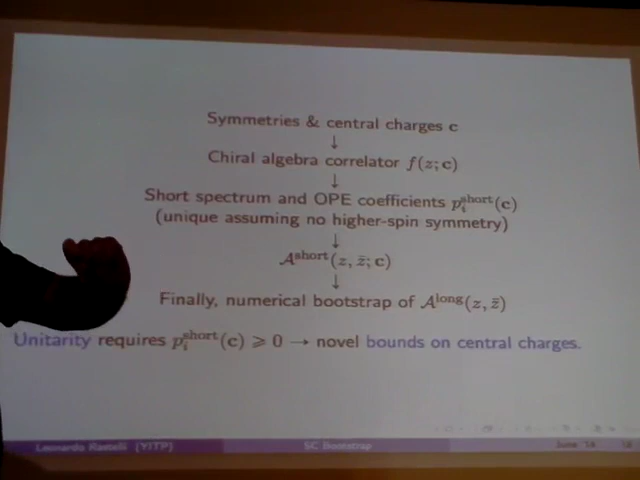 Symmetries & central charges c
↓
Chiral algebra correlator f(z; c)
↓
Short spectrum and OPE coefficients p_i^short(c)
(unique assuming no higher-spin symmetry)
↓
𝒜^short(z, z̄; c)
↓
Finally, numerical bootstrap of 𝒜^long(z, z̄)
Unitarity requires p_i^short(c) ⩾ 0 → novel bounds on central charges.
Leonardo Rastelli (YITP) SC Bootstrap June '14